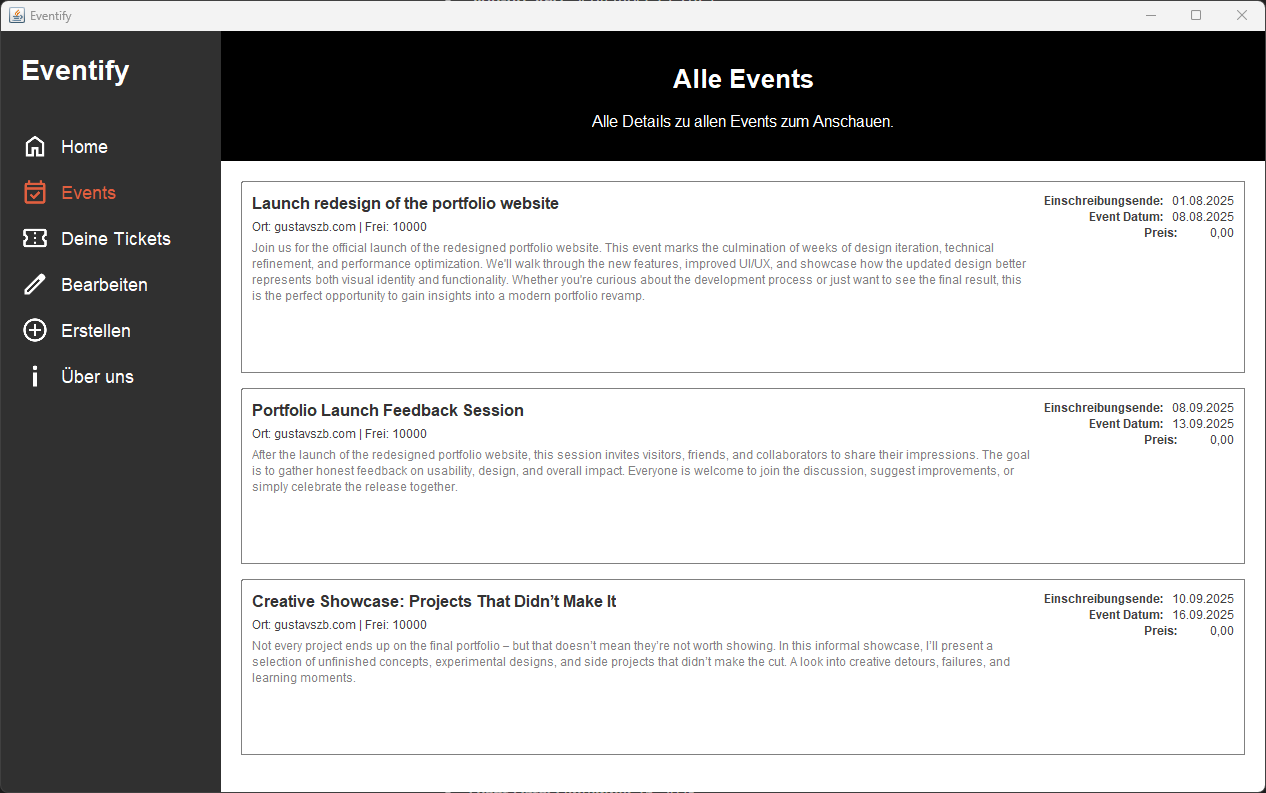 Eventify
Eventify
Home
Events
Deine Tickets
Bearbeiten
Erstellen
Über uns
Alle Events
Alle Details zu allen Events zum Anschauen.
Launch redesign of the portfolio website
Ort: gustavszb.com | Frei: 10000
Join us for the official launch of the redesigned portfolio website. This event marks the culmination of weeks of design iteration, technical
refinement, and performance optimization. We'll walk through the new features, improved UI/UX, and showcase how the updated design better
represents both visual identity and functionality. Whether you're curious about the development process or just want to see the final result, this
is the perfect opportunity to gain insights into a modern portfolio revamp.
Einschreibungsende: 01.08.2025
Event Datum: 08.08.2025
Preis: 0,00
Portfolio Launch Feedback Session
Ort: gustavszb.com | Frei: 10000
After the launch of the redesigned portfolio website, this session invites visitors, friends, and collaborators to share their impressions. The goal
is to gather honest feedback on usability, design, and overall impact. Everyone is welcome to join the discussion, suggest improvements, or
simply celebrate the release together.
Einschreibungsende: 08.09.2025
Event Datum: 13.09.2025
Preis: 0,00
Creative Showcase: Projects That Didn’t Make It
Ort: gustavszb.com | Frei: 10000
Not every project ends up on the final portfolio – but that doesn’t mean they’re not worth showing. In this informal showcase, I’ll present a
selection of unfinished concepts, experimental designs, and side projects that didn’t make the cut. A look into creative detours, failures, and
learning moments.
Einschreibungsende: 10.09.2025
Event Datum: 16.09.2025
Preis: 0,00